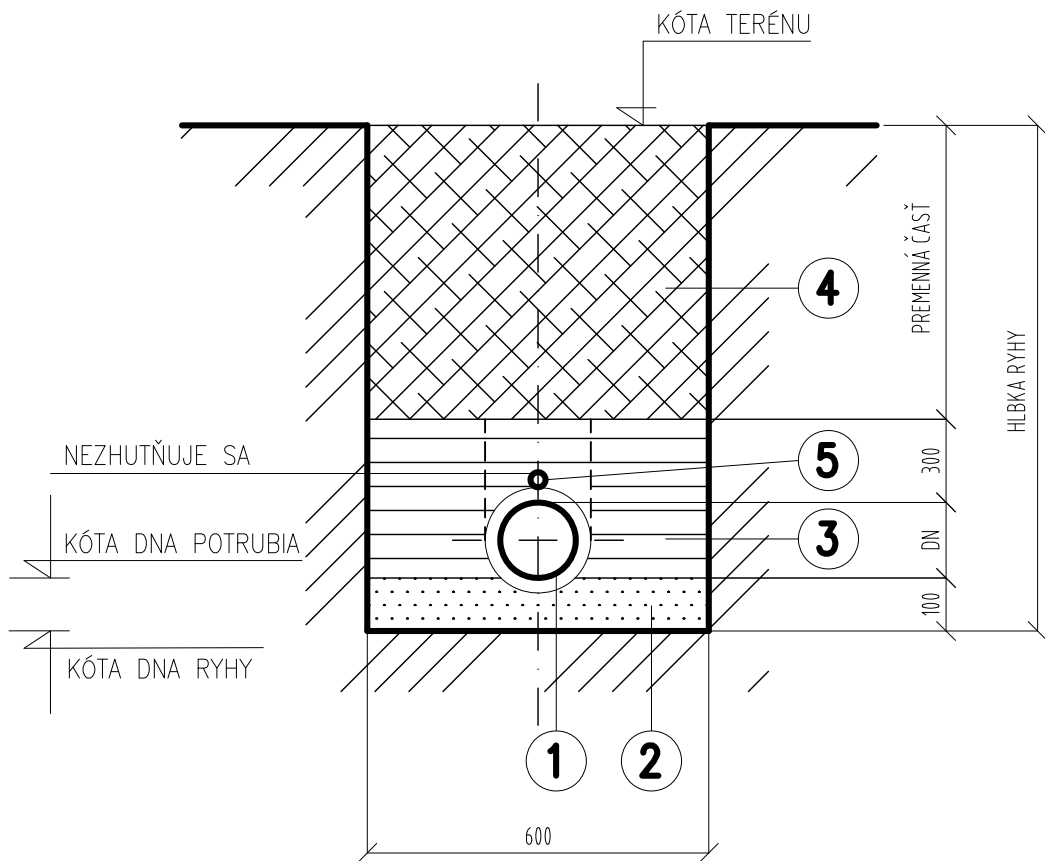 KÓTA TERÉNU
PREMENNÁ ČASŤ
HLBKA RYHY
4
NEZHUTŇUJE SA
5
300
KÓTA DNA POTRUBIA
3
DN
100
KÓTA DNA RYHY
1
2
600